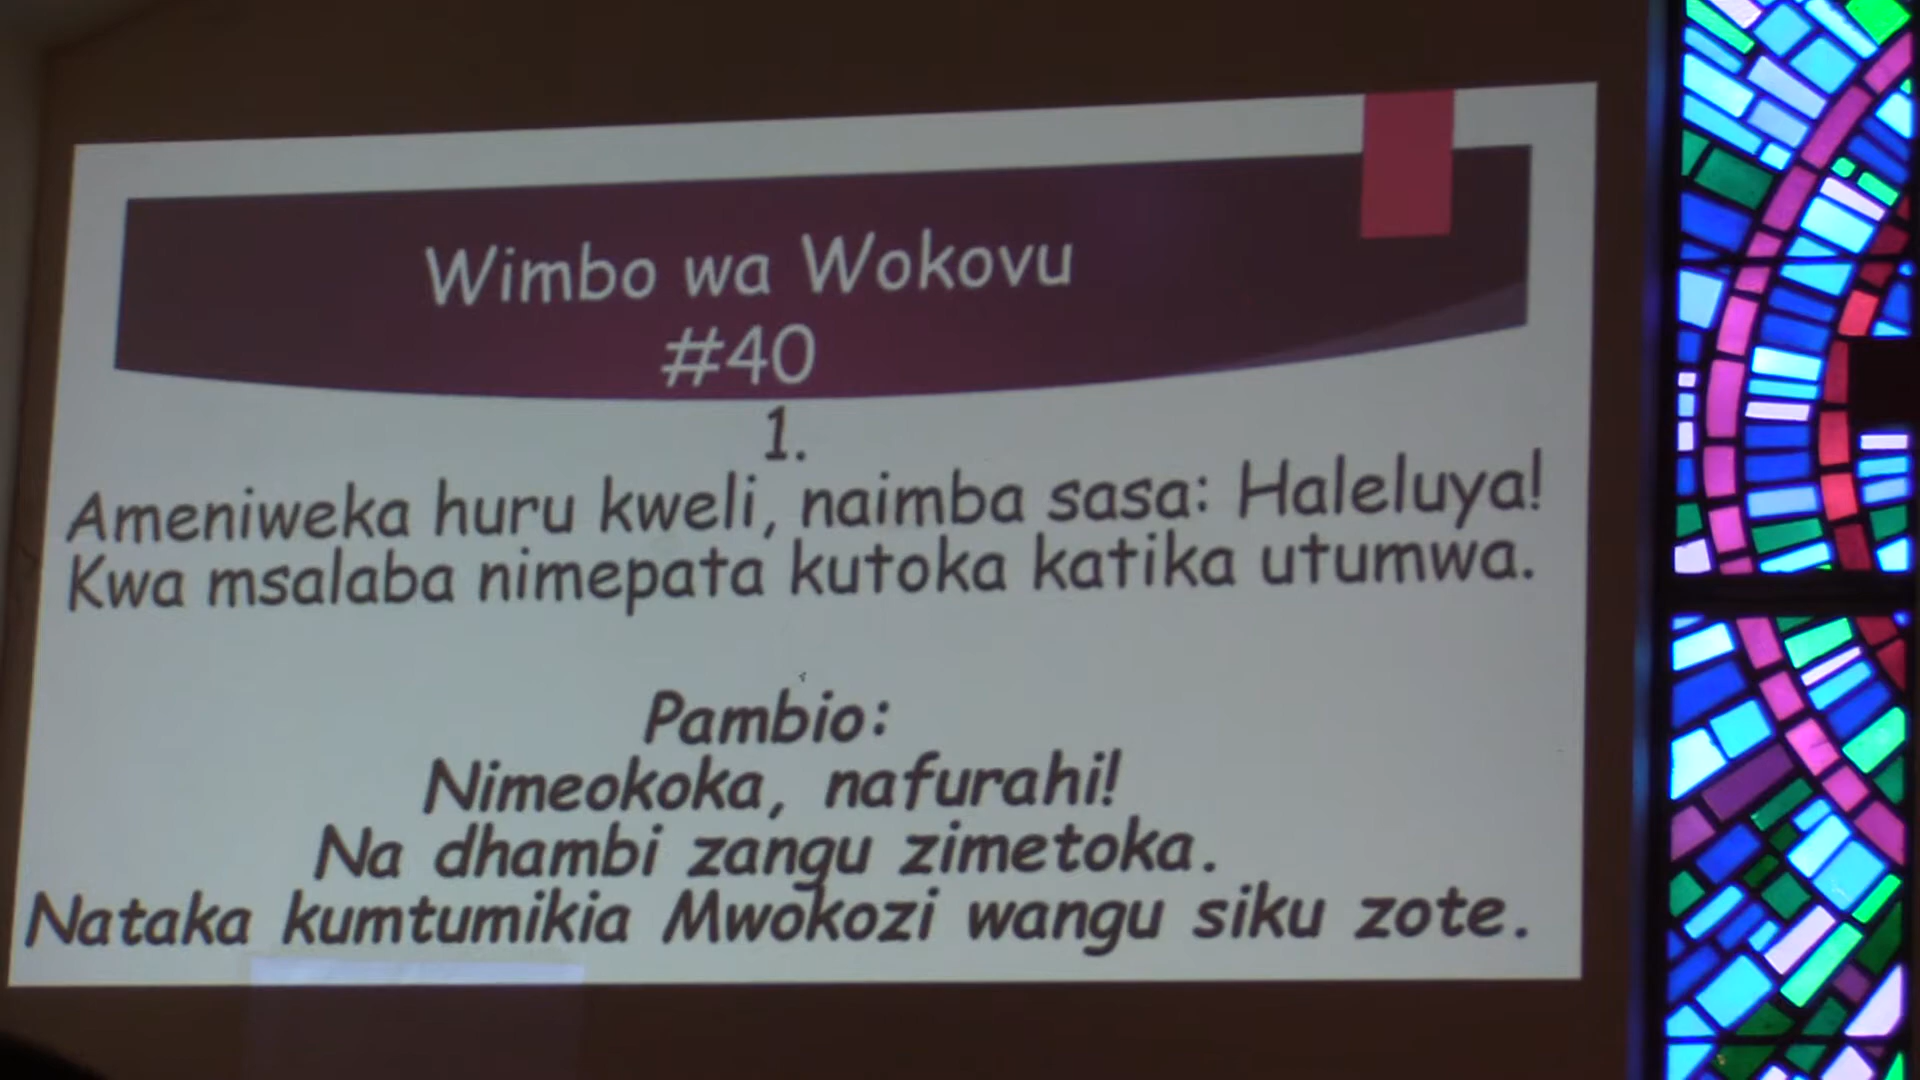 Wimbo wa Wokovu
#40
1.
Ameniweka huru kweli, naimba sasa: Haleluya!
Kwa msalaba nimepata kutoka katika utumwa.
Pambio:
Nimeokoka, nafurahi!
Na dhambi zangu zimetoka.
Nataka kumtumikia Mwokozi wangu siku zote.